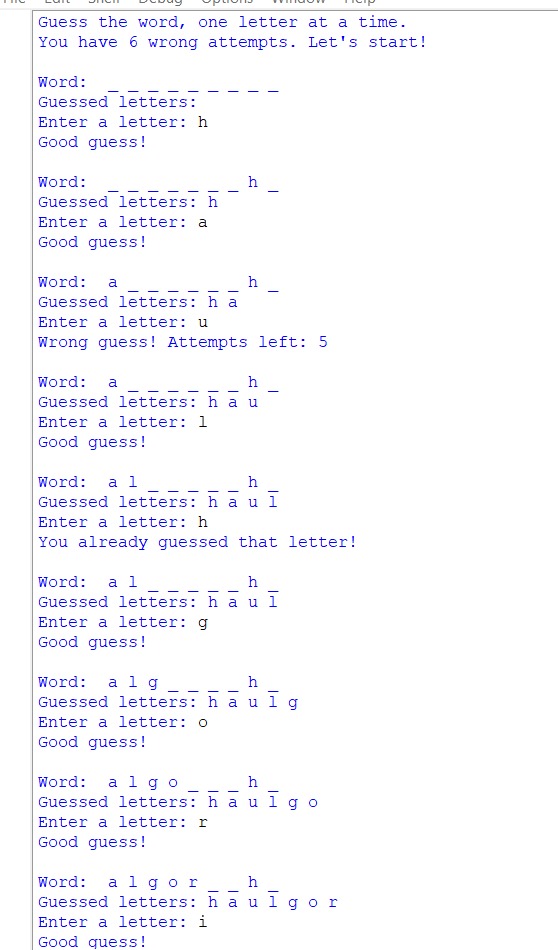 File Edit Shell Debug Options Window Help
Guess the word, one letter at a time.
You have 6 wrong attempts. Let's start!
Word: _ _ _ _ _ _ _ _ _
Guessed letters:
Enter a letter: h
Good guess!
Word: _ _ _ _ _ _ _ h _
Guessed letters: h
Enter a letter: a
Good guess!
Word: a _ _ _ _ _ _ h _
Guessed letters: h a
Enter a letter: u
Wrong guess! Attempts left: 5
Word: a _ _ _ _ _ _ h _
Guessed letters: h a u
Enter a letter: l
Good guess!
Word: a l _ _ _ _ _ h _
Guessed letters: h a u l
Enter a letter: h
You already guessed that letter!
Word: a l _ _ _ _ _ h _
Guessed letters: h a u l
Enter a letter: g
Good guess!
Word: a l g _ _ _ _ h _
Guessed letters: h a u l g
Enter a letter: o
Good guess!
Word: a l g o _ _ _ h _
Guessed letters: h a u l g o
Enter a letter: r
Good guess!
Word: a l g o r _ _ h _
Guessed letters: h a u l g o r
Enter a letter: i
Good guess!